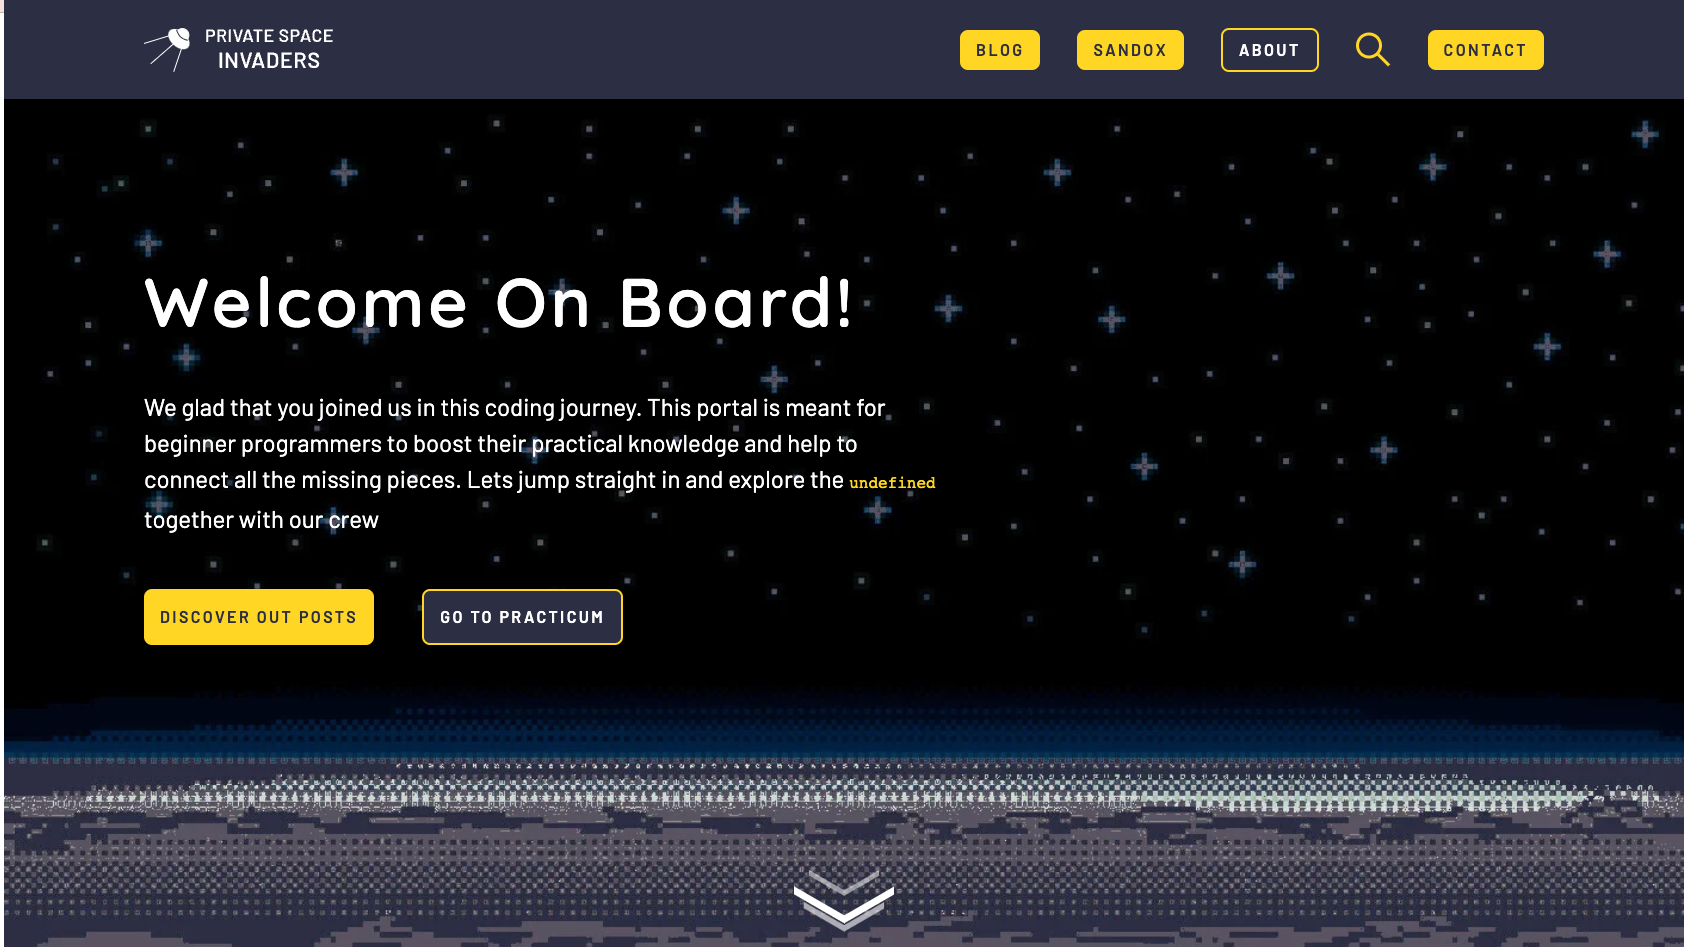 PRIVATE SPACE
INVADERS
BLOG
SANDOX
ABOUT
CONTACT
Welcome On Board!
We glad that you joined us in this coding journey. This portal is meant for
beginner programmers to boost their practical knowledge and help to
connect all the missing pieces. Lets jump straight in and explore the undefined
together with our crew
DISCOVER OUT POSTS
GO TO PRACTICUM